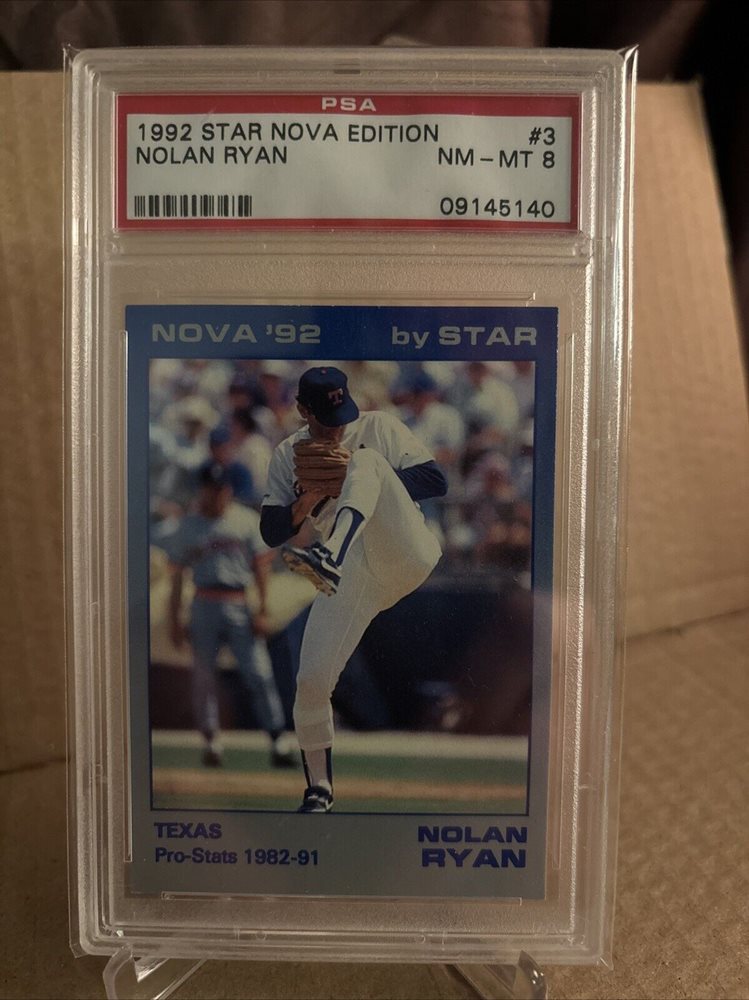 PSA
1992 STAR NOVA EDITION #3
NOLAN RYAN NM - MT 8
09145140
NOVA '92 by STAR
T
TEXAS
Pro-Stats 1982-91
NOLAN
RYAN